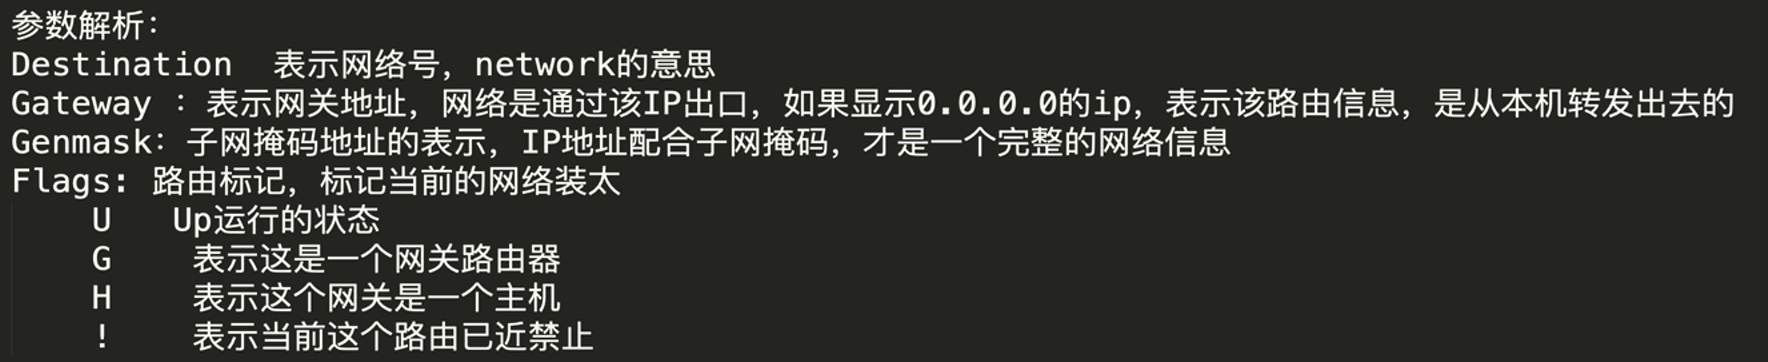 参数解析:
Destination  表示网络号，network的意思
Gateway : 表示网关地址，网络是通过该IP出口，如果显示0.0.0.0的ip，表示该路由信息，是从本机转发出去的
Genmask: 子网掩码地址的表示，IP地址配合子网掩码，才是一个完整的网络信息
Flags: 路由标记，标记当前的网络装太
U   Up运行的状态
G    表示这是一个网关路由器
H    表示这个网关是一个主机
!    表示当前这个路由已近禁止